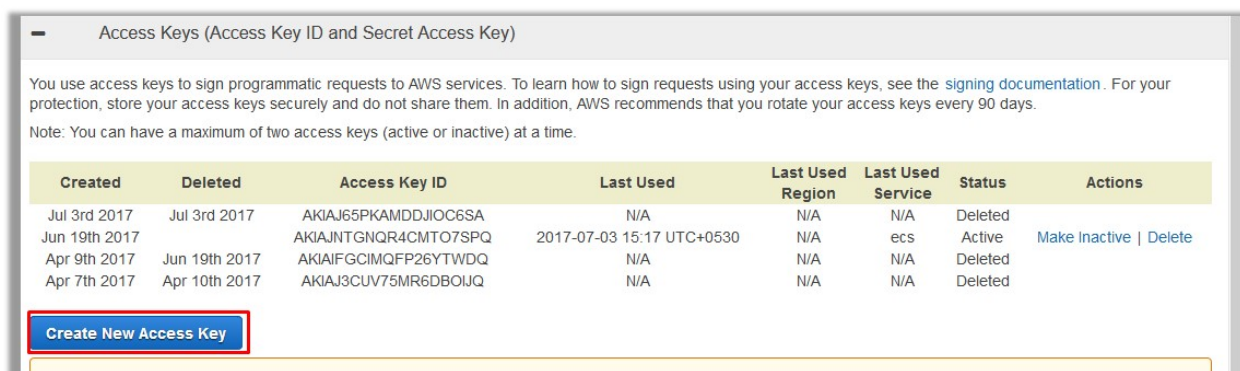 – Access Keys (Access Key ID and Secret Access Key)
You use access keys to sign programmatic requests to AWS services. To learn how to sign requests using your access keys, see the signing documentation. For your
protection, store your access keys securely and do not share them. In addition, AWS recommends that you rotate your access keys every 90 days.
Note: You can have a maximum of two access keys (active or inactive) at a time.
Created Deleted Access Key ID Last Used Last Used Region Last Used Service Status Actions
Jul 3rd 2017 Jul 3rd 2017 AKIAJ65PKAMDDJIOC6SA N/A N/A N/A Deleted
Jun 19th 2017 AKIAJNTGNQR4CMTO7SPQ 2017-07-03 15:17 UTC+0530 N/A ecs Active Make Inactive | Delete
Apr 9th 2017 Jun 19th 2017 AKIAIFGCIMQFP26YTWDQ N/A N/A N/A Deleted
Apr 7th 2017 Apr 10th 2017 AKIAJ3CUV75MR6DBOIJQ N/A N/A N/A Deleted
Create New Access Key